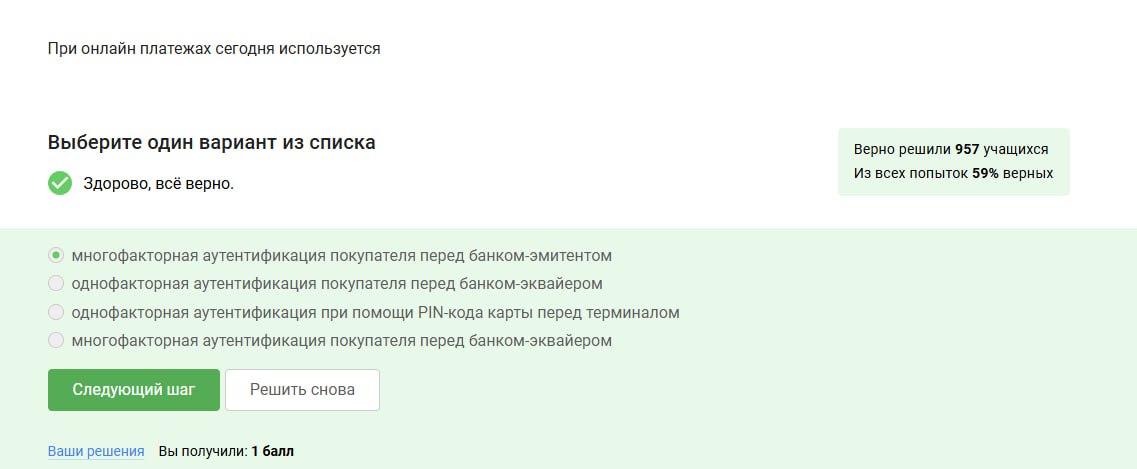 При онлайн платежах сегодня используется
Выберите один вариант из списка
Здорово, всё верно.
Верно решили 957 учащихся
Из всех попыток 59% верных
многофакторная аутентификация покупателя перед банком-эмитентом
однофакторная аутентификация покупателя перед банком-эквайером
однофакторная аутентификация при помощи PIN-кода карты перед терминалом
многофакторная аутентификация покупателя перед банком-эквайером
Следующий шаг
Решить снова
Ваши решения Вы получили: 1 балл